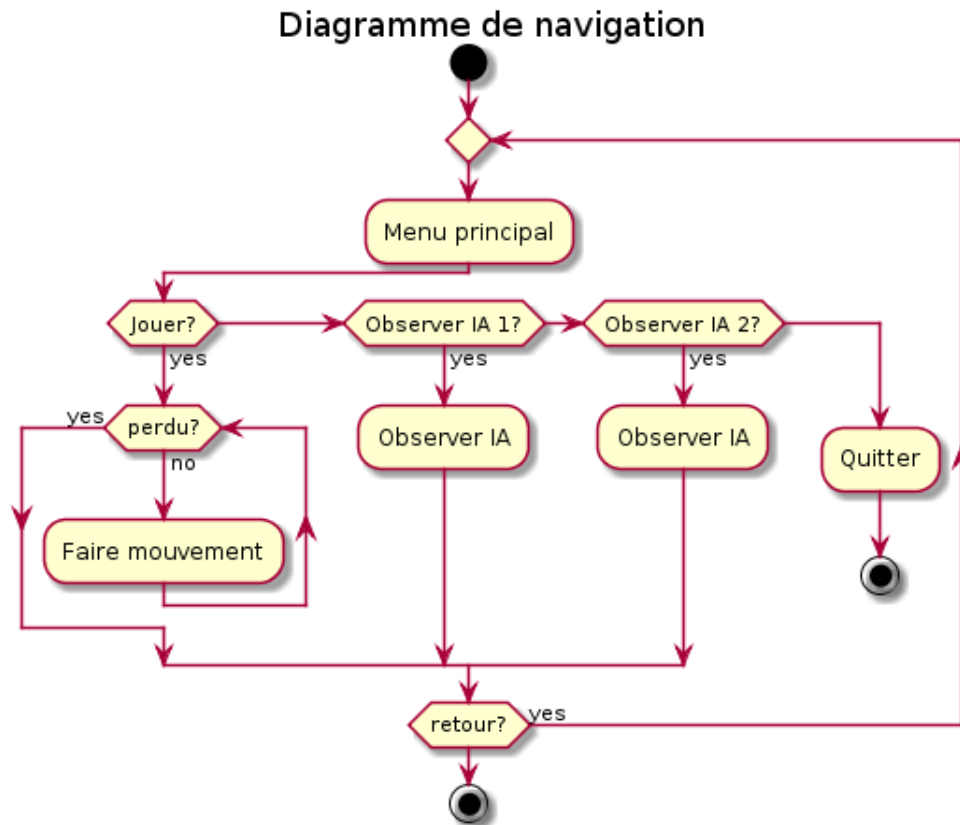 Diagramme de navigation
Menu principal
Jouer?
Observer IA 1?
Observer IA 2?
yes
yes
yes
yes
perdu?
Observer IA
Observer IA
Quitter
no
Faire mouvement
retour?
yes